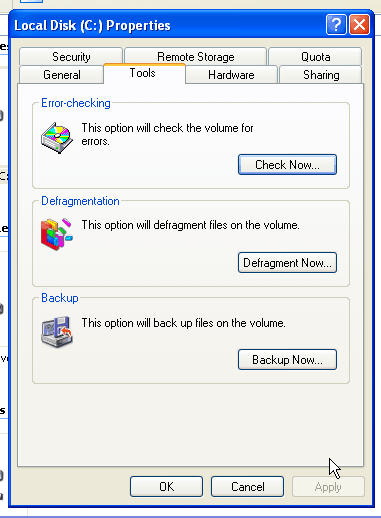 Local Disk (C:) Properties
Security
Remote Storage
Quota
General
Tools
Hardware
Sharing
Error-checking
This option will check the volume for
errors.
Check Now...
Defragmentation
This option will defragment files on the volume.
Defragment Now...
Backup
This option will back up files on the volume.
Backup Now...
OK
Cancel
Apply